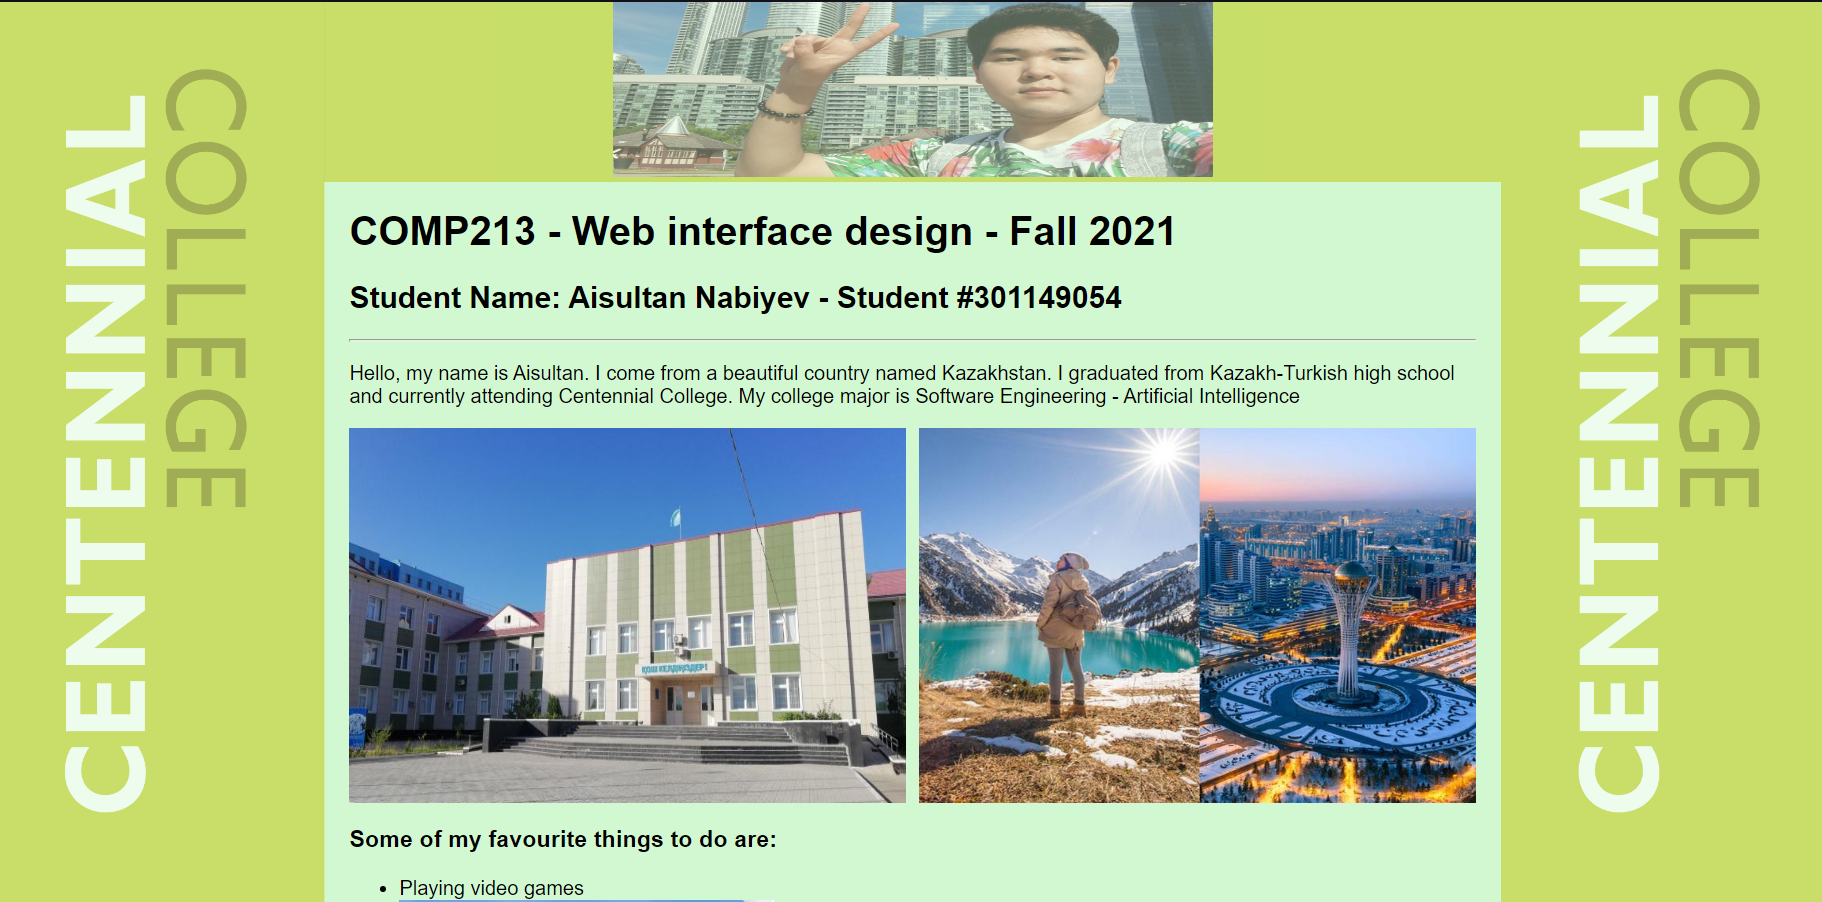 CENTENNIAL
COLLEGE
COMP213 - Web interface design - Fall 2021
Student Name: Aisultan Nabiyev - Student #301149054
Hello, my name is Aisultan. I come from a beautiful country named Kazakhstan. I graduated from Kazakh-Turkish high school
and currently attending Centennial College. My college major is Software Engineering - Artificial Intelligence
ҚОШ КЕЛДІҢІЗДЕР!
Some of my favourite things to do are:
• Playing video games
CENTENNIAL
COLLEGE